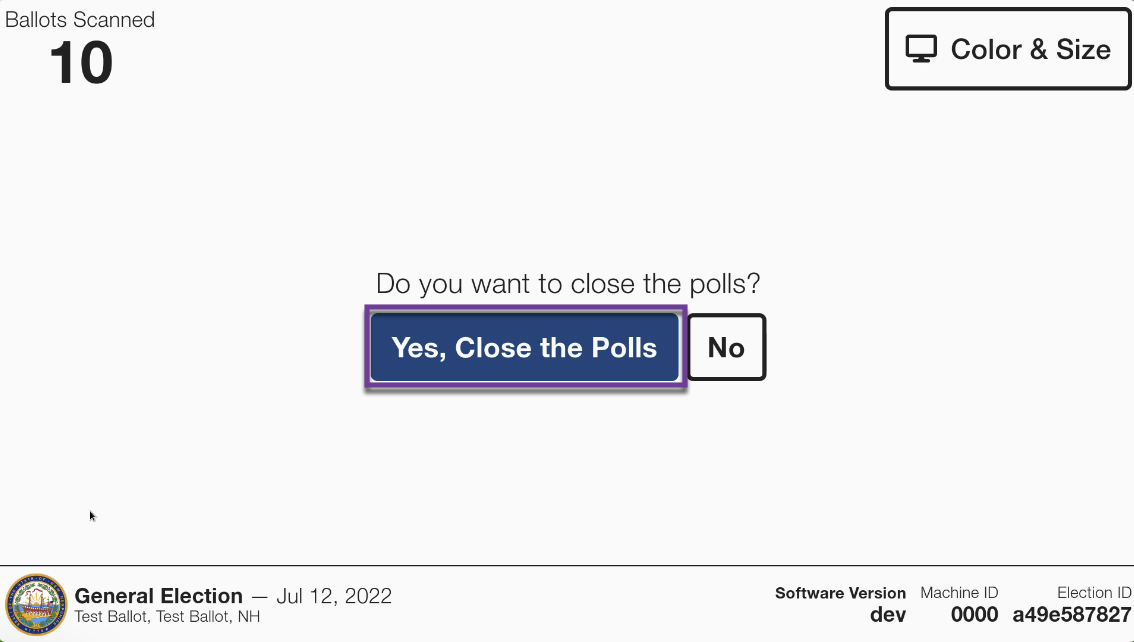 Ballots Scanned
10
Color & Size
Do you want to close the polls?
Yes, Close the Polls
No
General Election — Jul 12, 2022
Test Ballot, Test Ballot, NH
Software Version
dev
Machine ID
0000
Election ID
a49e587827